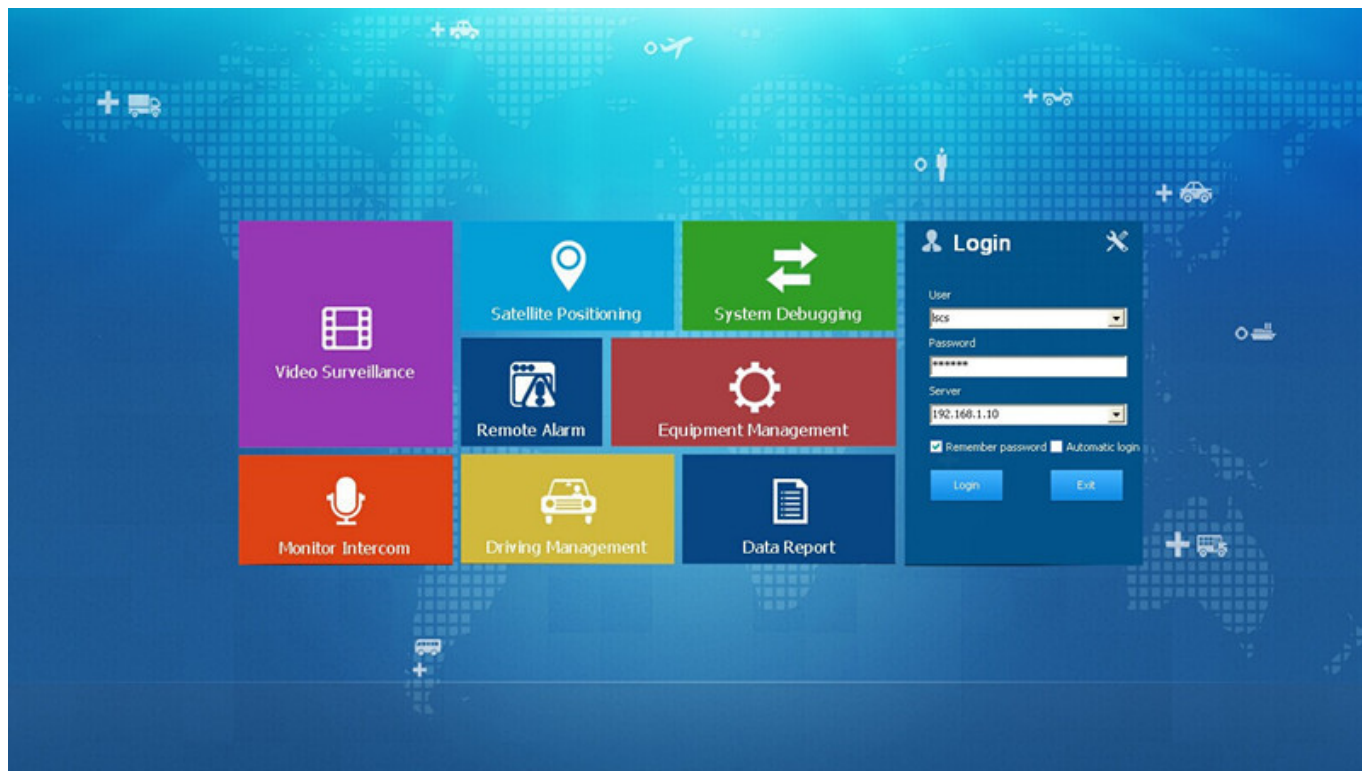 Login
Satellite Positioning
System Debugging
User
lscs
Password
******
Video Surveillance
Server
192.168.1.10
Remote Alarm
Equipment Management
Remember password
Automatic login
Login
Exit
Monitor Intercom
Driving Management
Data Report